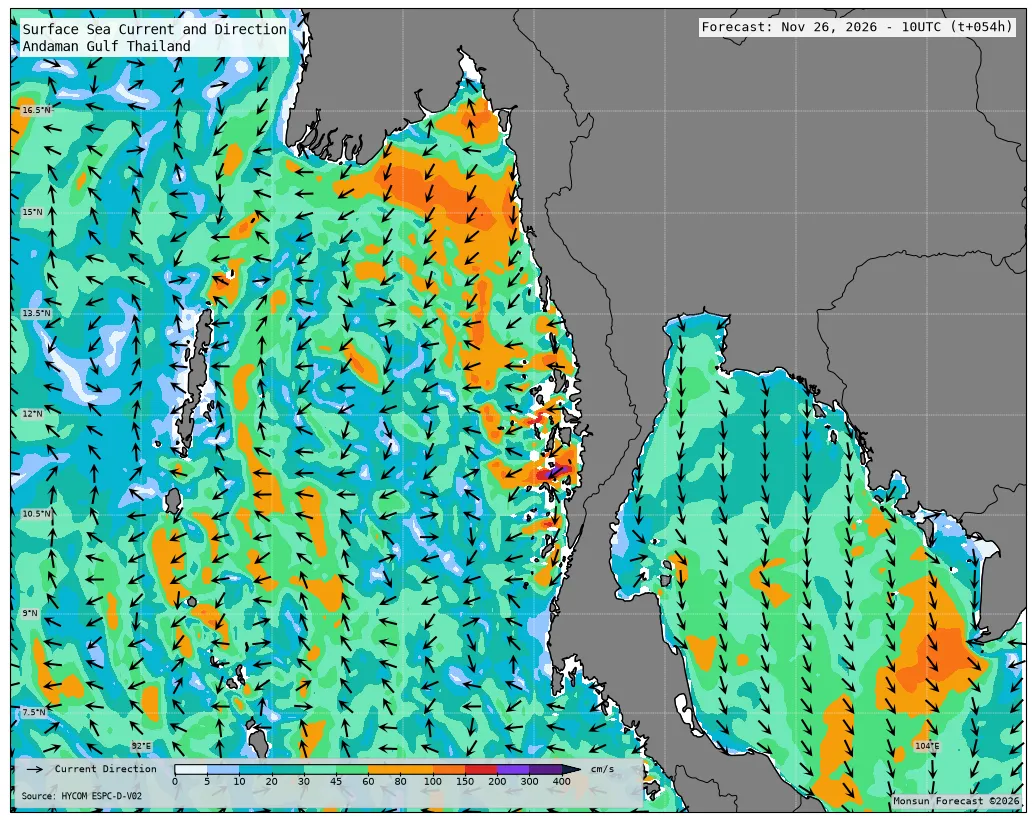 Surface Sea Current and Direction
Andaman Gulf Thailand
Forecast: Nov 26, 2026 - 10UTC (t+054h)
16.5°N
15°N
13.5°N
12°N
10.5°N
9°N
7.5°N
92°E
104°E
Current Direction
0 5 10 20 30 45 60 80 100 150 200 300 400 cm/s
Source: HYCOM ESPC-D-V02
Monsun Forecast ©2026